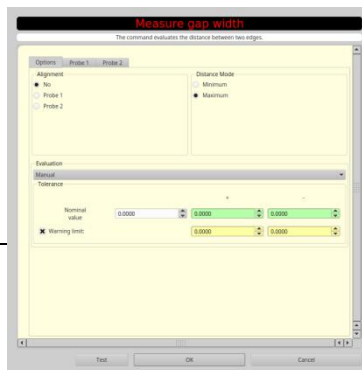 Measure gap width
The command evaluates the distance between two edges.
Options Probe 1 Probe 2
Alignment Distance Mode
No Minimum
Probe 1 Maximum
Probe 2
Evaluation
Manual
Tolerance
+ -
Nominal value 0.0000 0.0000 0.0000
Warning limit: 0.0000 0.0000
Test OK Cancel